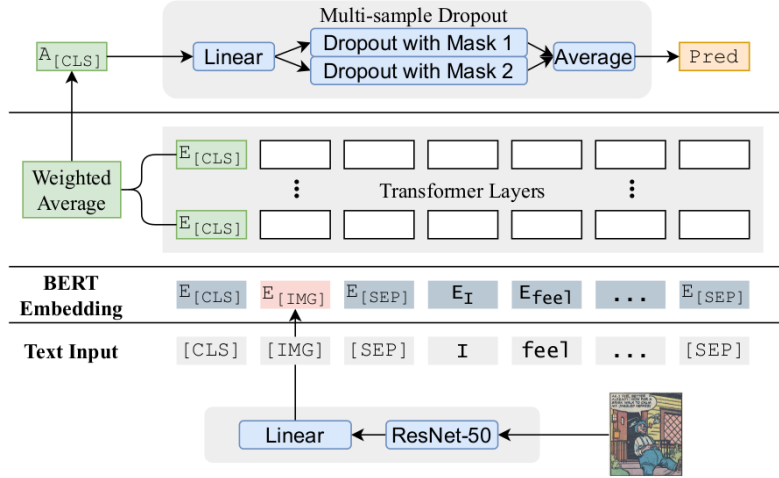 Multi-sample Dropout
A[CLS]
Linear
Dropout with Mask 1
Dropout with Mask 2
Average
Pred
Weighted
Average
E[CLS]
Transformer Layers
E[CLS]
BERT
Embedding
E[CLS] E[IMG] E[SEP] EI Efeel ... E[SEP]
Text Input [CLS] [IMG] [SEP] I feel ... [SEP]
Linear
ResNet-50